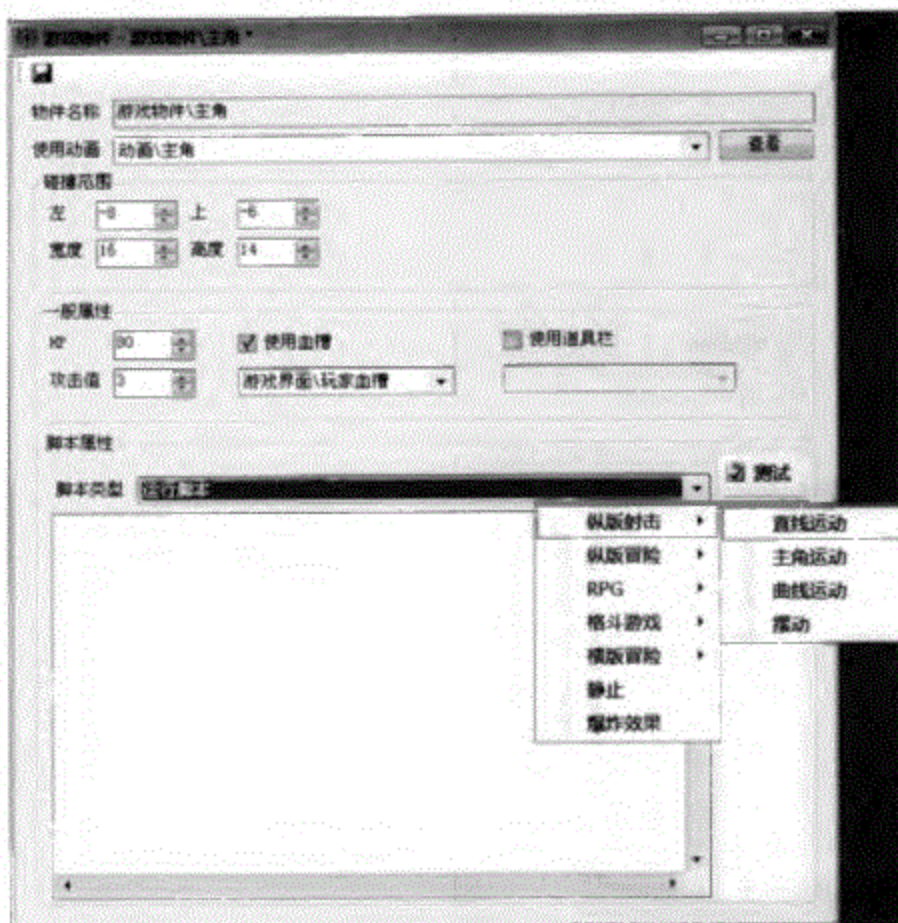 游戏物件 - 游戏物件\主角 *
物件名称 游戏物件\主角
使用动画 动画\主角 查看
碰撞范围
左 -8 上 -6
宽度 16 高度 14
一般属性
HP 80 使用血槽 使用道具栏
攻击值 3 游戏界面\玩家血槽
脚本属性
脚本类型 测试
纵版射击 直线运动
纵版冒险 主角运动
RPG 曲线运动
格斗游戏 摆动
横版冒险
静止
爆炸效果